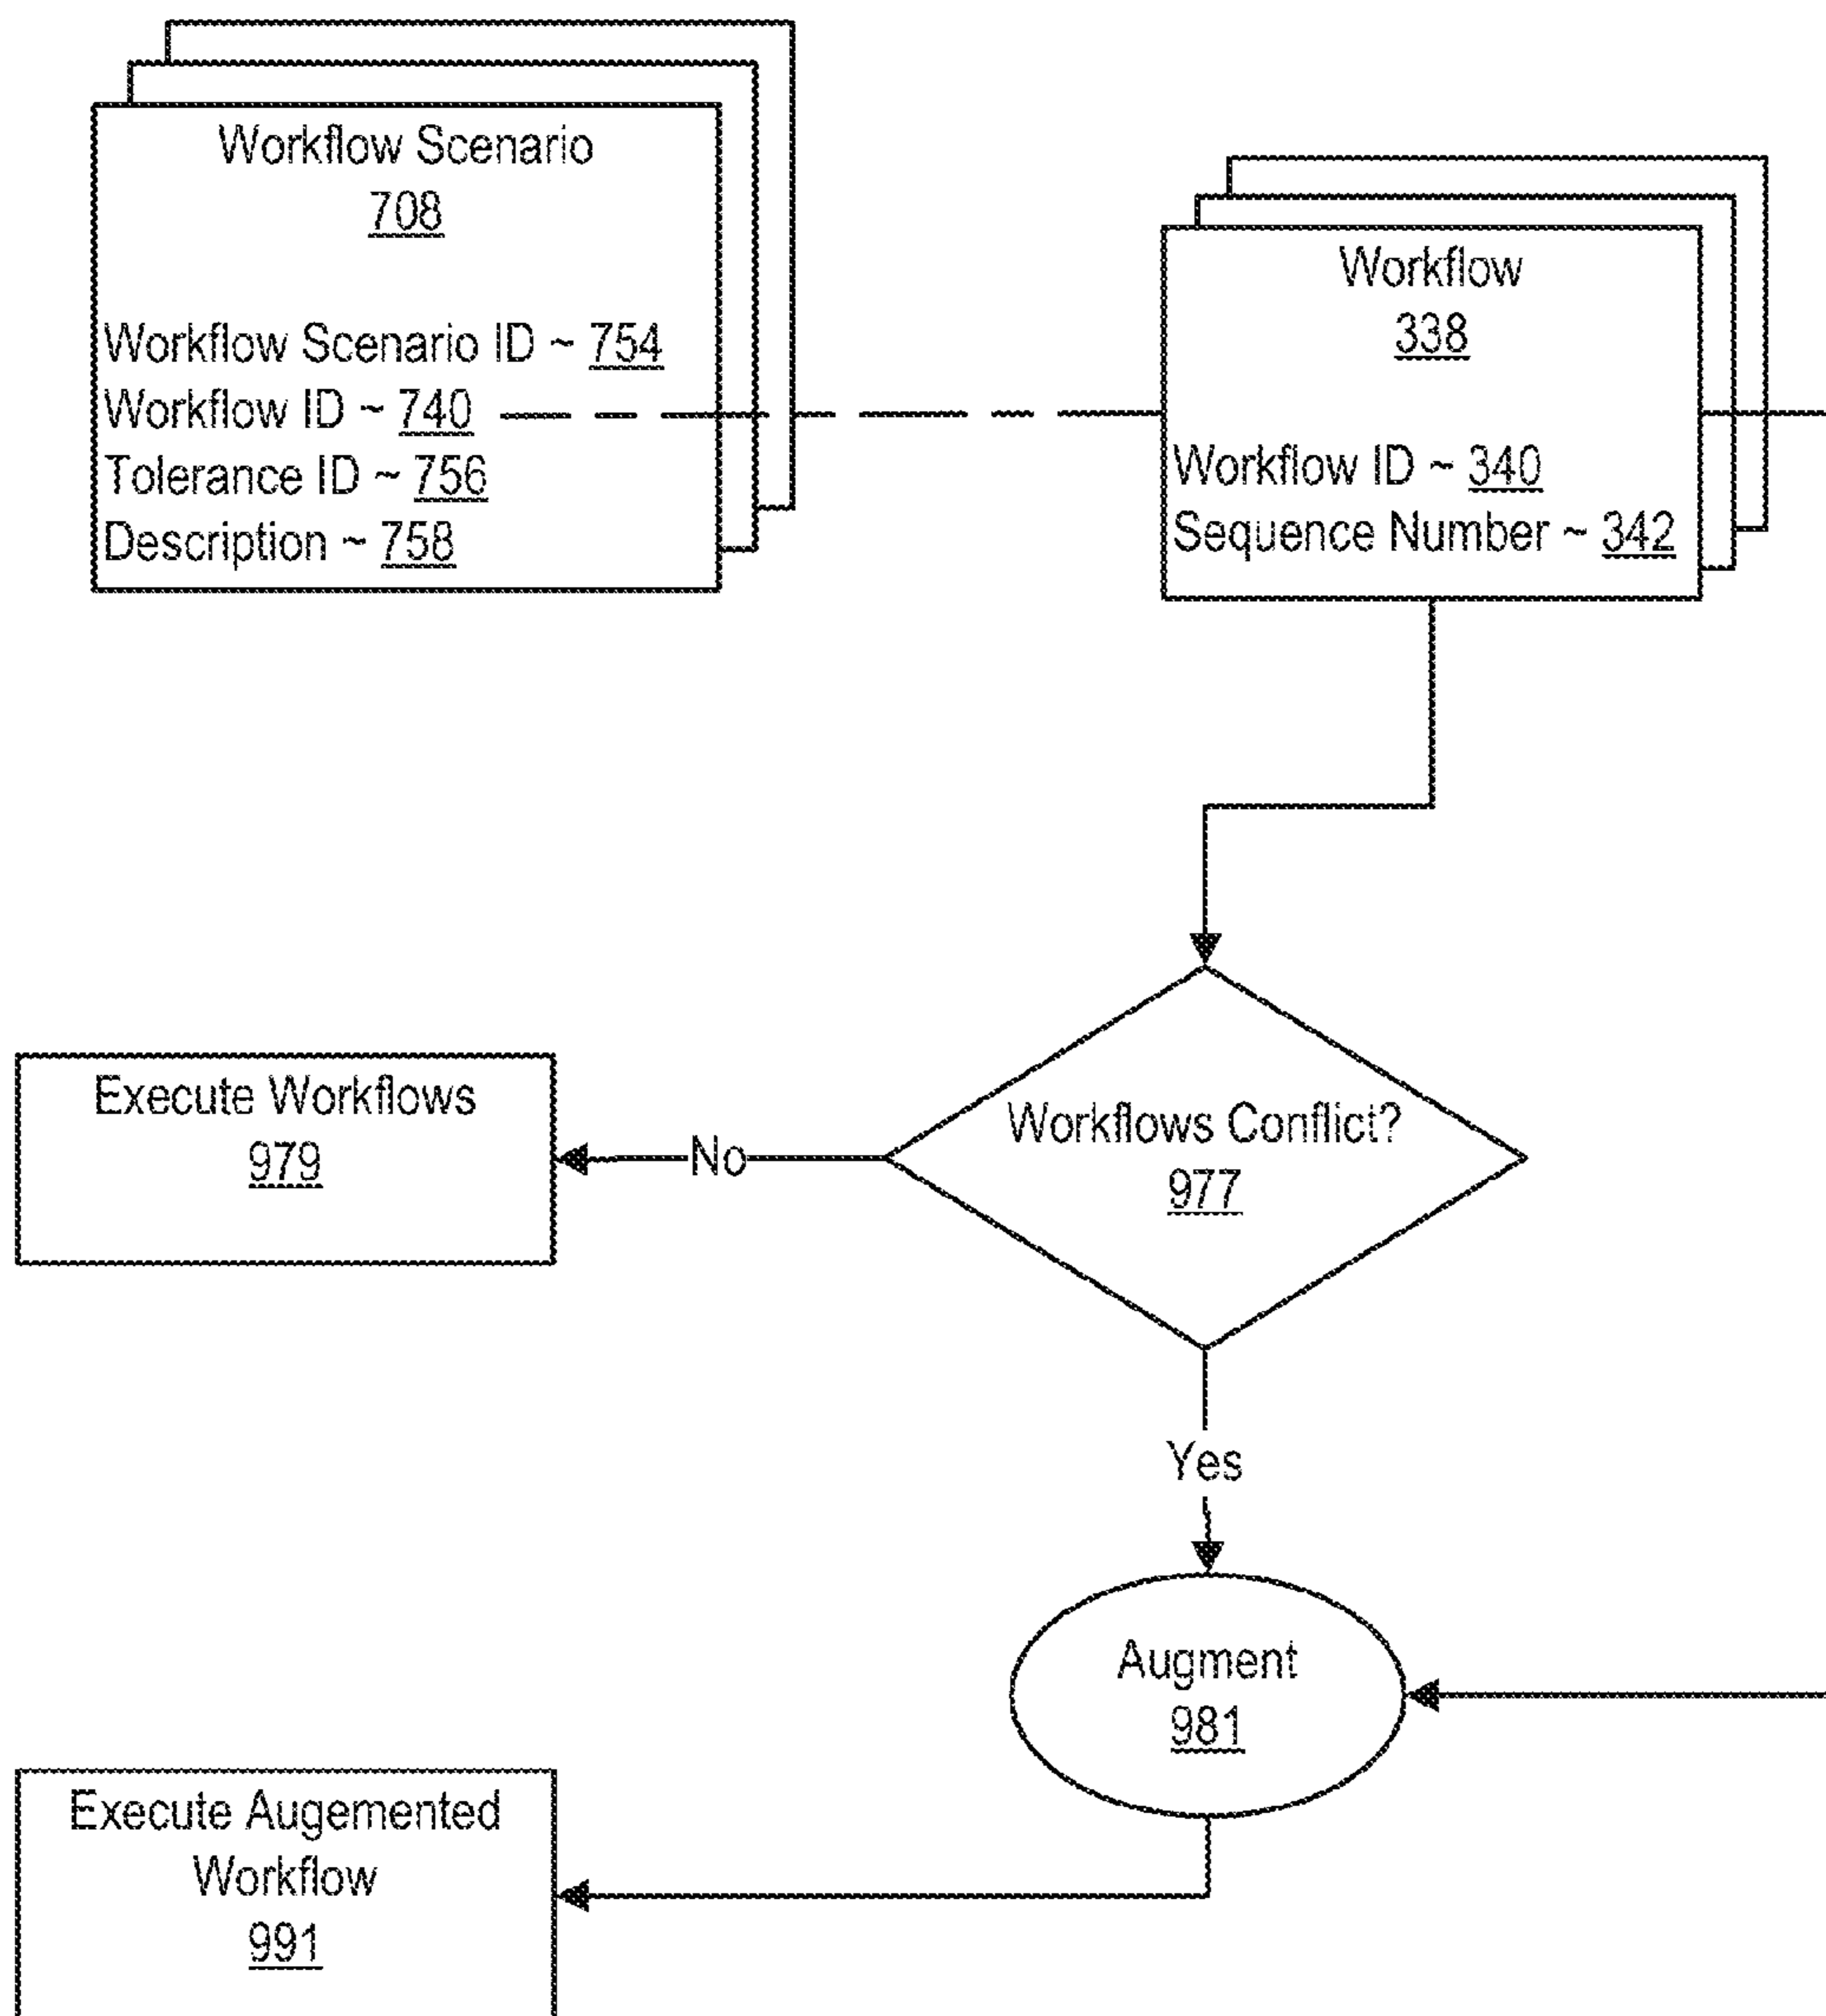 Workflow Scenario
708
Workflow Scenario ID ~ 754
Workflow ID ~ 740
Tolerance ID ~ 756
Description ~ 758
Workflow
338
Workflow ID ~ 340
Sequence Number ~ 342
Workflows Conflict?
977
No
Execute Workflows
979
Yes
Augment
981
Execute Augemented
Workflow
991